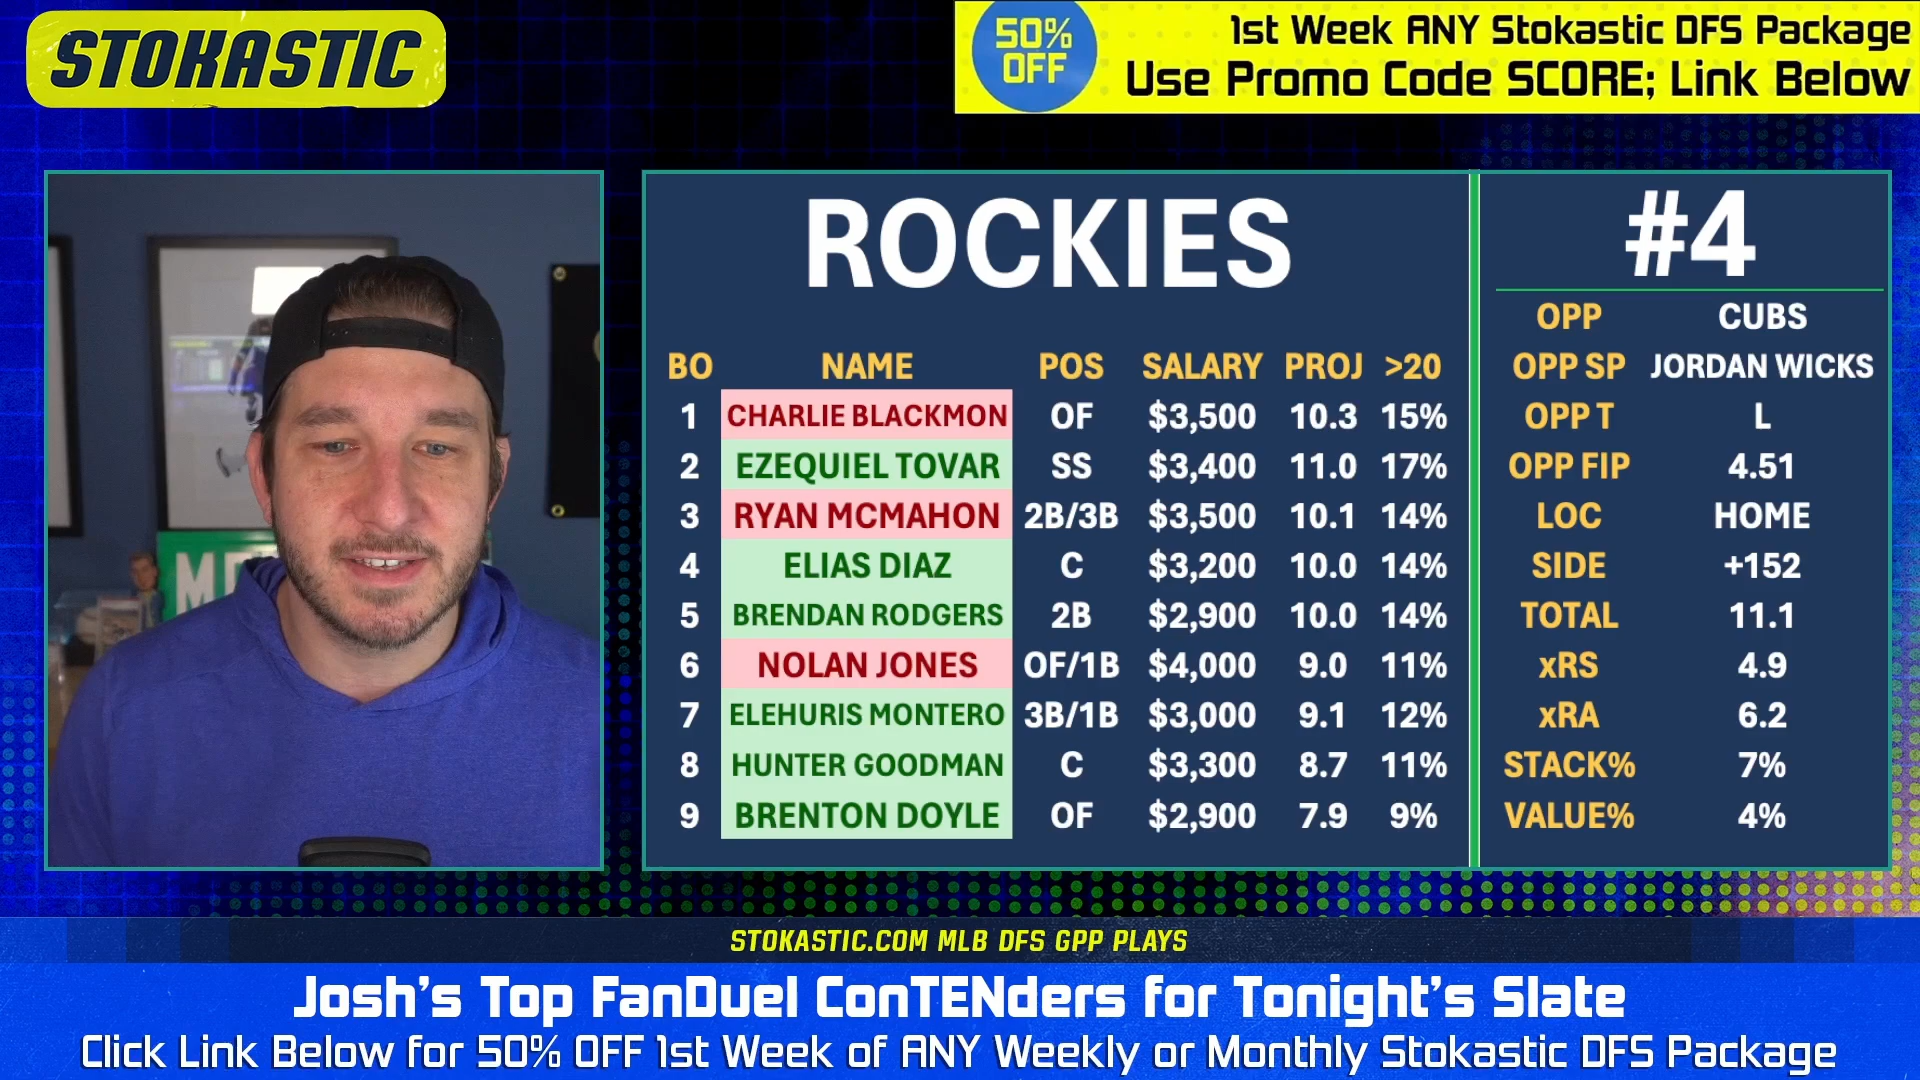 STOKASTIC
50%
OFF
1st Week ANY Stokastic DFS Package
Use Promo Code SCORE; Link Below
ROCKIES
BO NAME POS SALARY PROJ >20
1 CHARLIE BLACKMON OF $3,500 10.3 15%
2 EZEQUIEL TOVAR SS $3,400 11.0 17%
3 RYAN MCMAHON 2B/3B $3,500 10.1 14%
4 ELIAS DIAZ C $3,200 10.0 14%
5 BRENDAN RODGERS 2B $2,900 10.0 14%
6 NOLAN JONES OF/1B $4,000 9.0 11%
7 ELEHURIS MONTERO 3B/1B $3,000 9.1 12%
8 HUNTER GOODMAN C $3,300 8.7 11%
9 BRENTON DOYLE OF $2,900 7.9 9%
#4
OPP CUBS
OPP SP JORDAN WICKS
OPP T L
OPP FIP 4.51
LOC HOME
SIDE +152
TOTAL 11.1
xRS 4.9
xRA 6.2
STACK% 7%
VALUE% 4%
STOKASTIC.COM MLB DFS GPP PLAYS
Josh's Top FanDuel ConTENders for Tonight's Slate
Click Link Below for 50% OFF 1st Week of ANY Weekly or Monthly Stokastic DFS Package